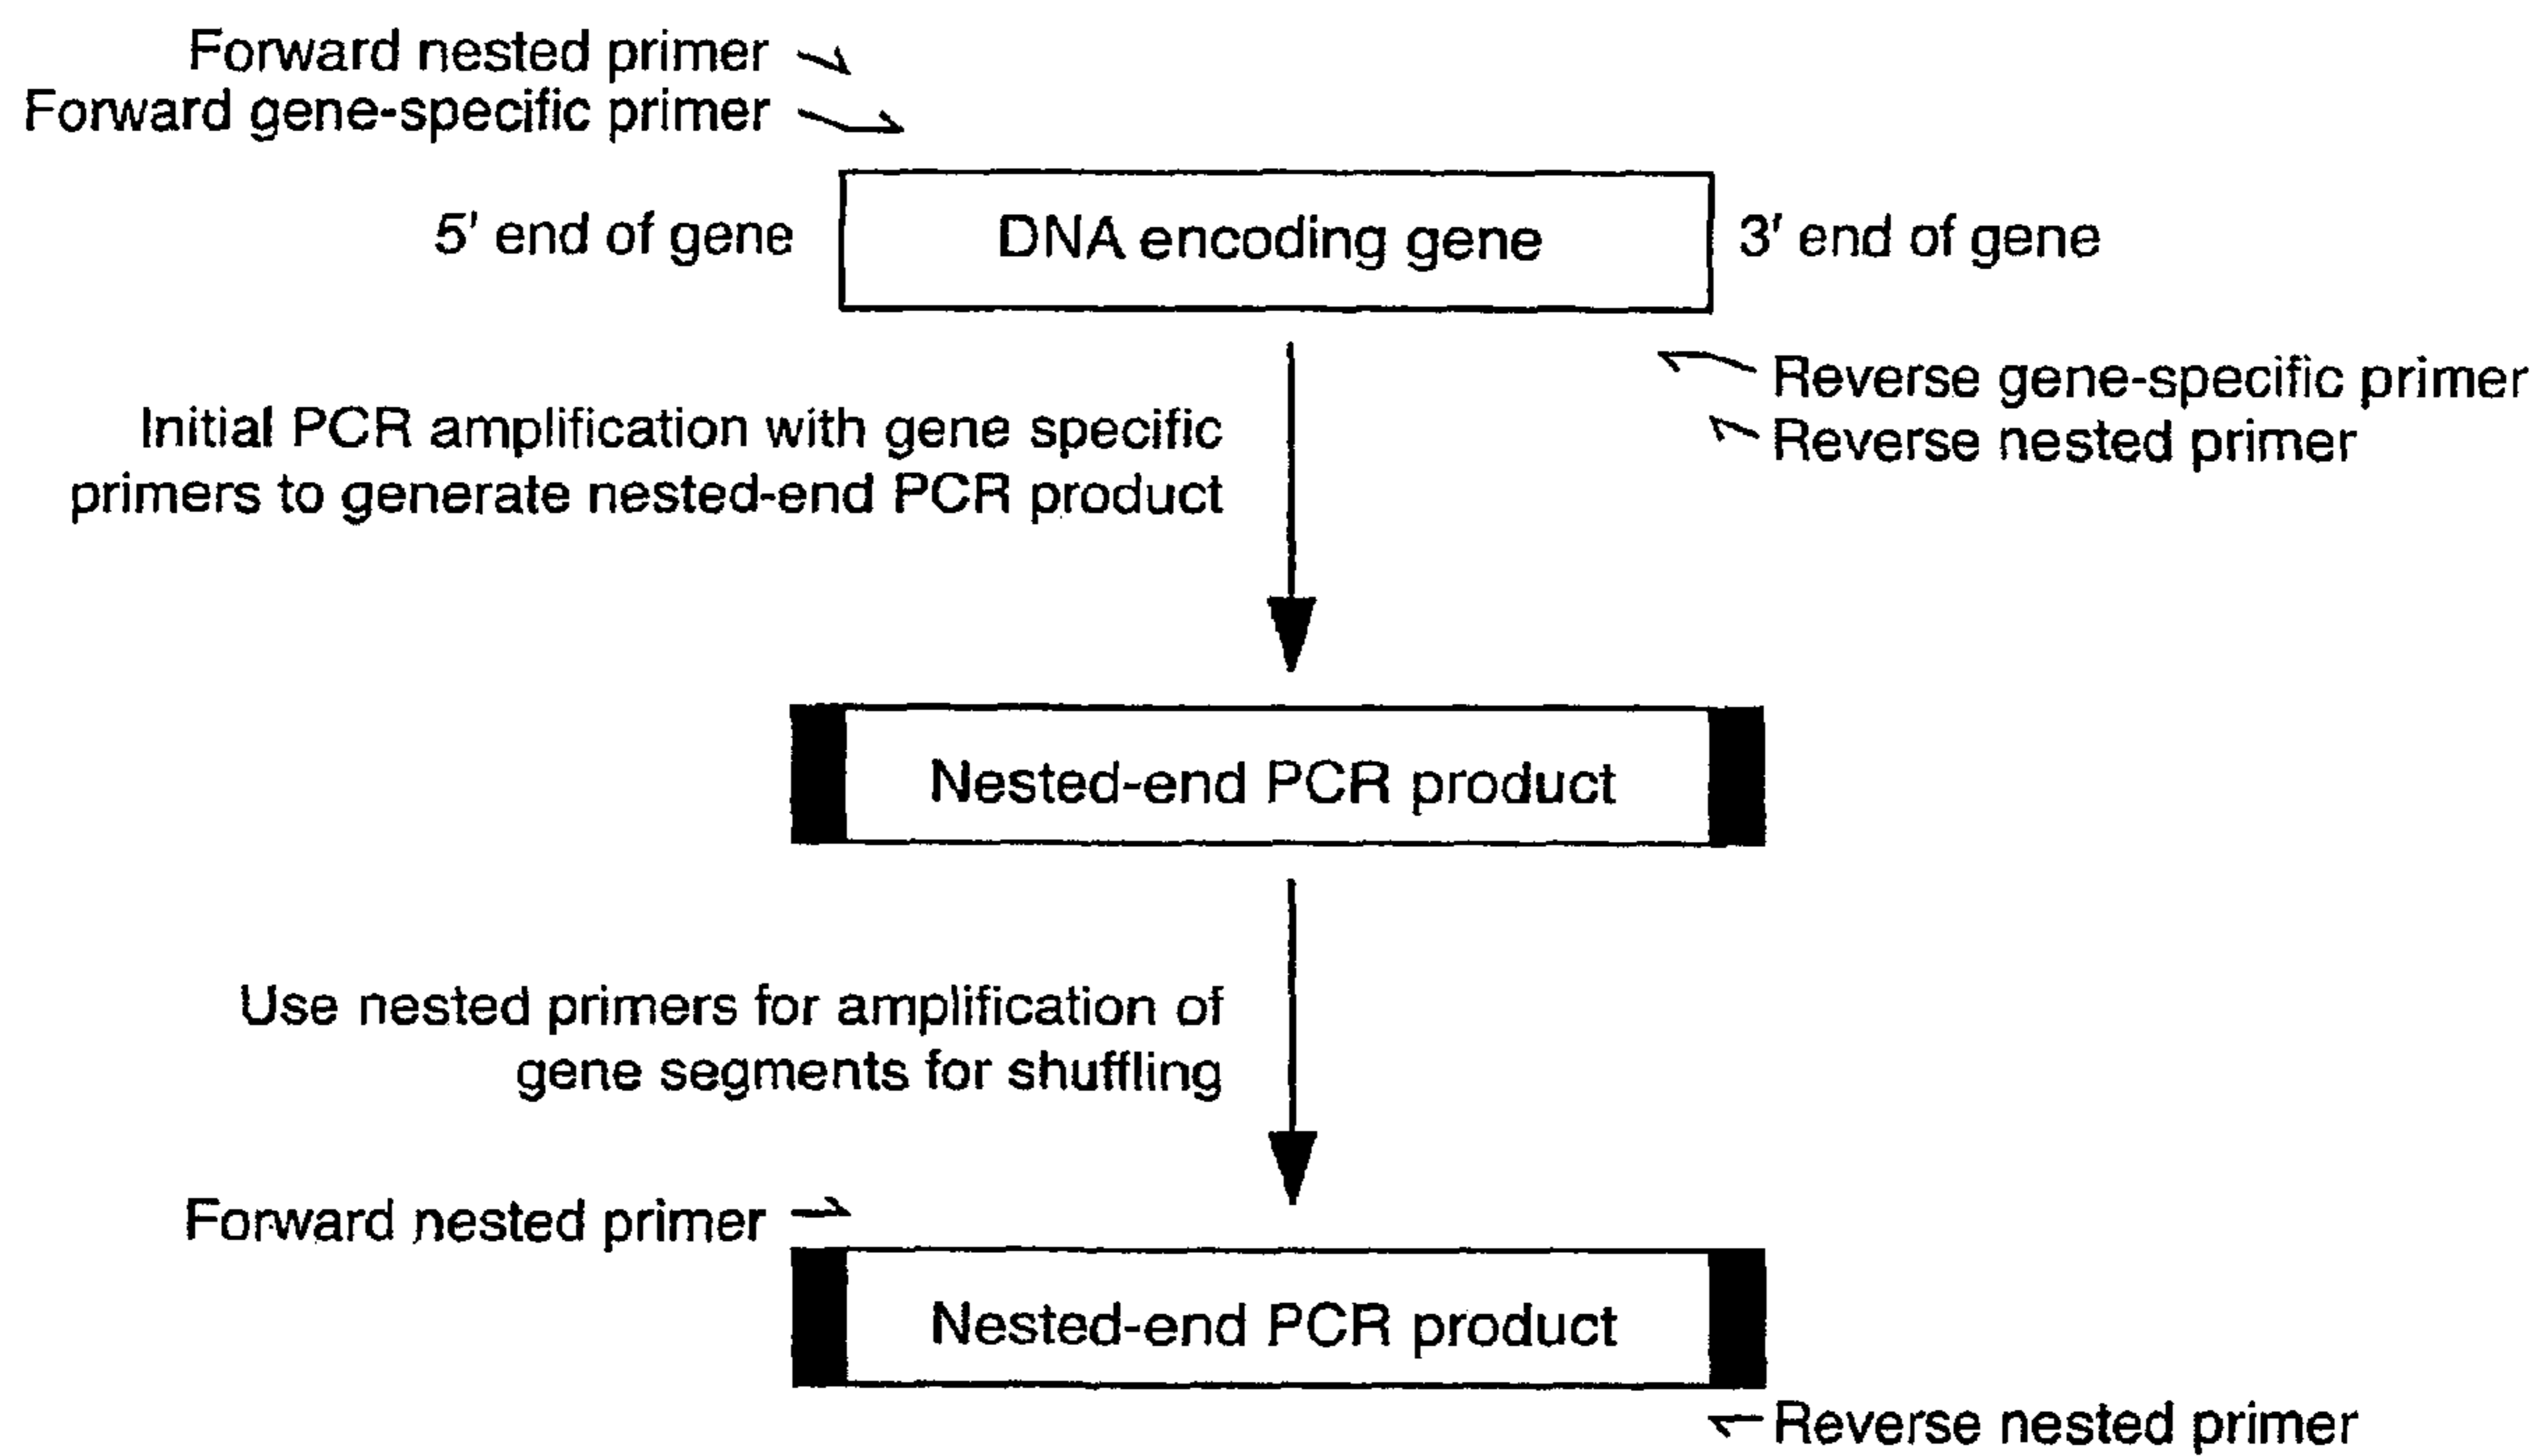 Forward nested primer
Forward gene-specific primer
5' end of gene
DNA encoding gene
3' end of gene
Reverse gene-specific primer
Reverse nested primer
Initial PCR amplification with gene specific
primers to generate nested-end PCR product
Nested-end PCR product
Use nested primers for amplification of
gene segments for shuffling
Forward nested primer
Nested-end PCR product
Reverse nested primer